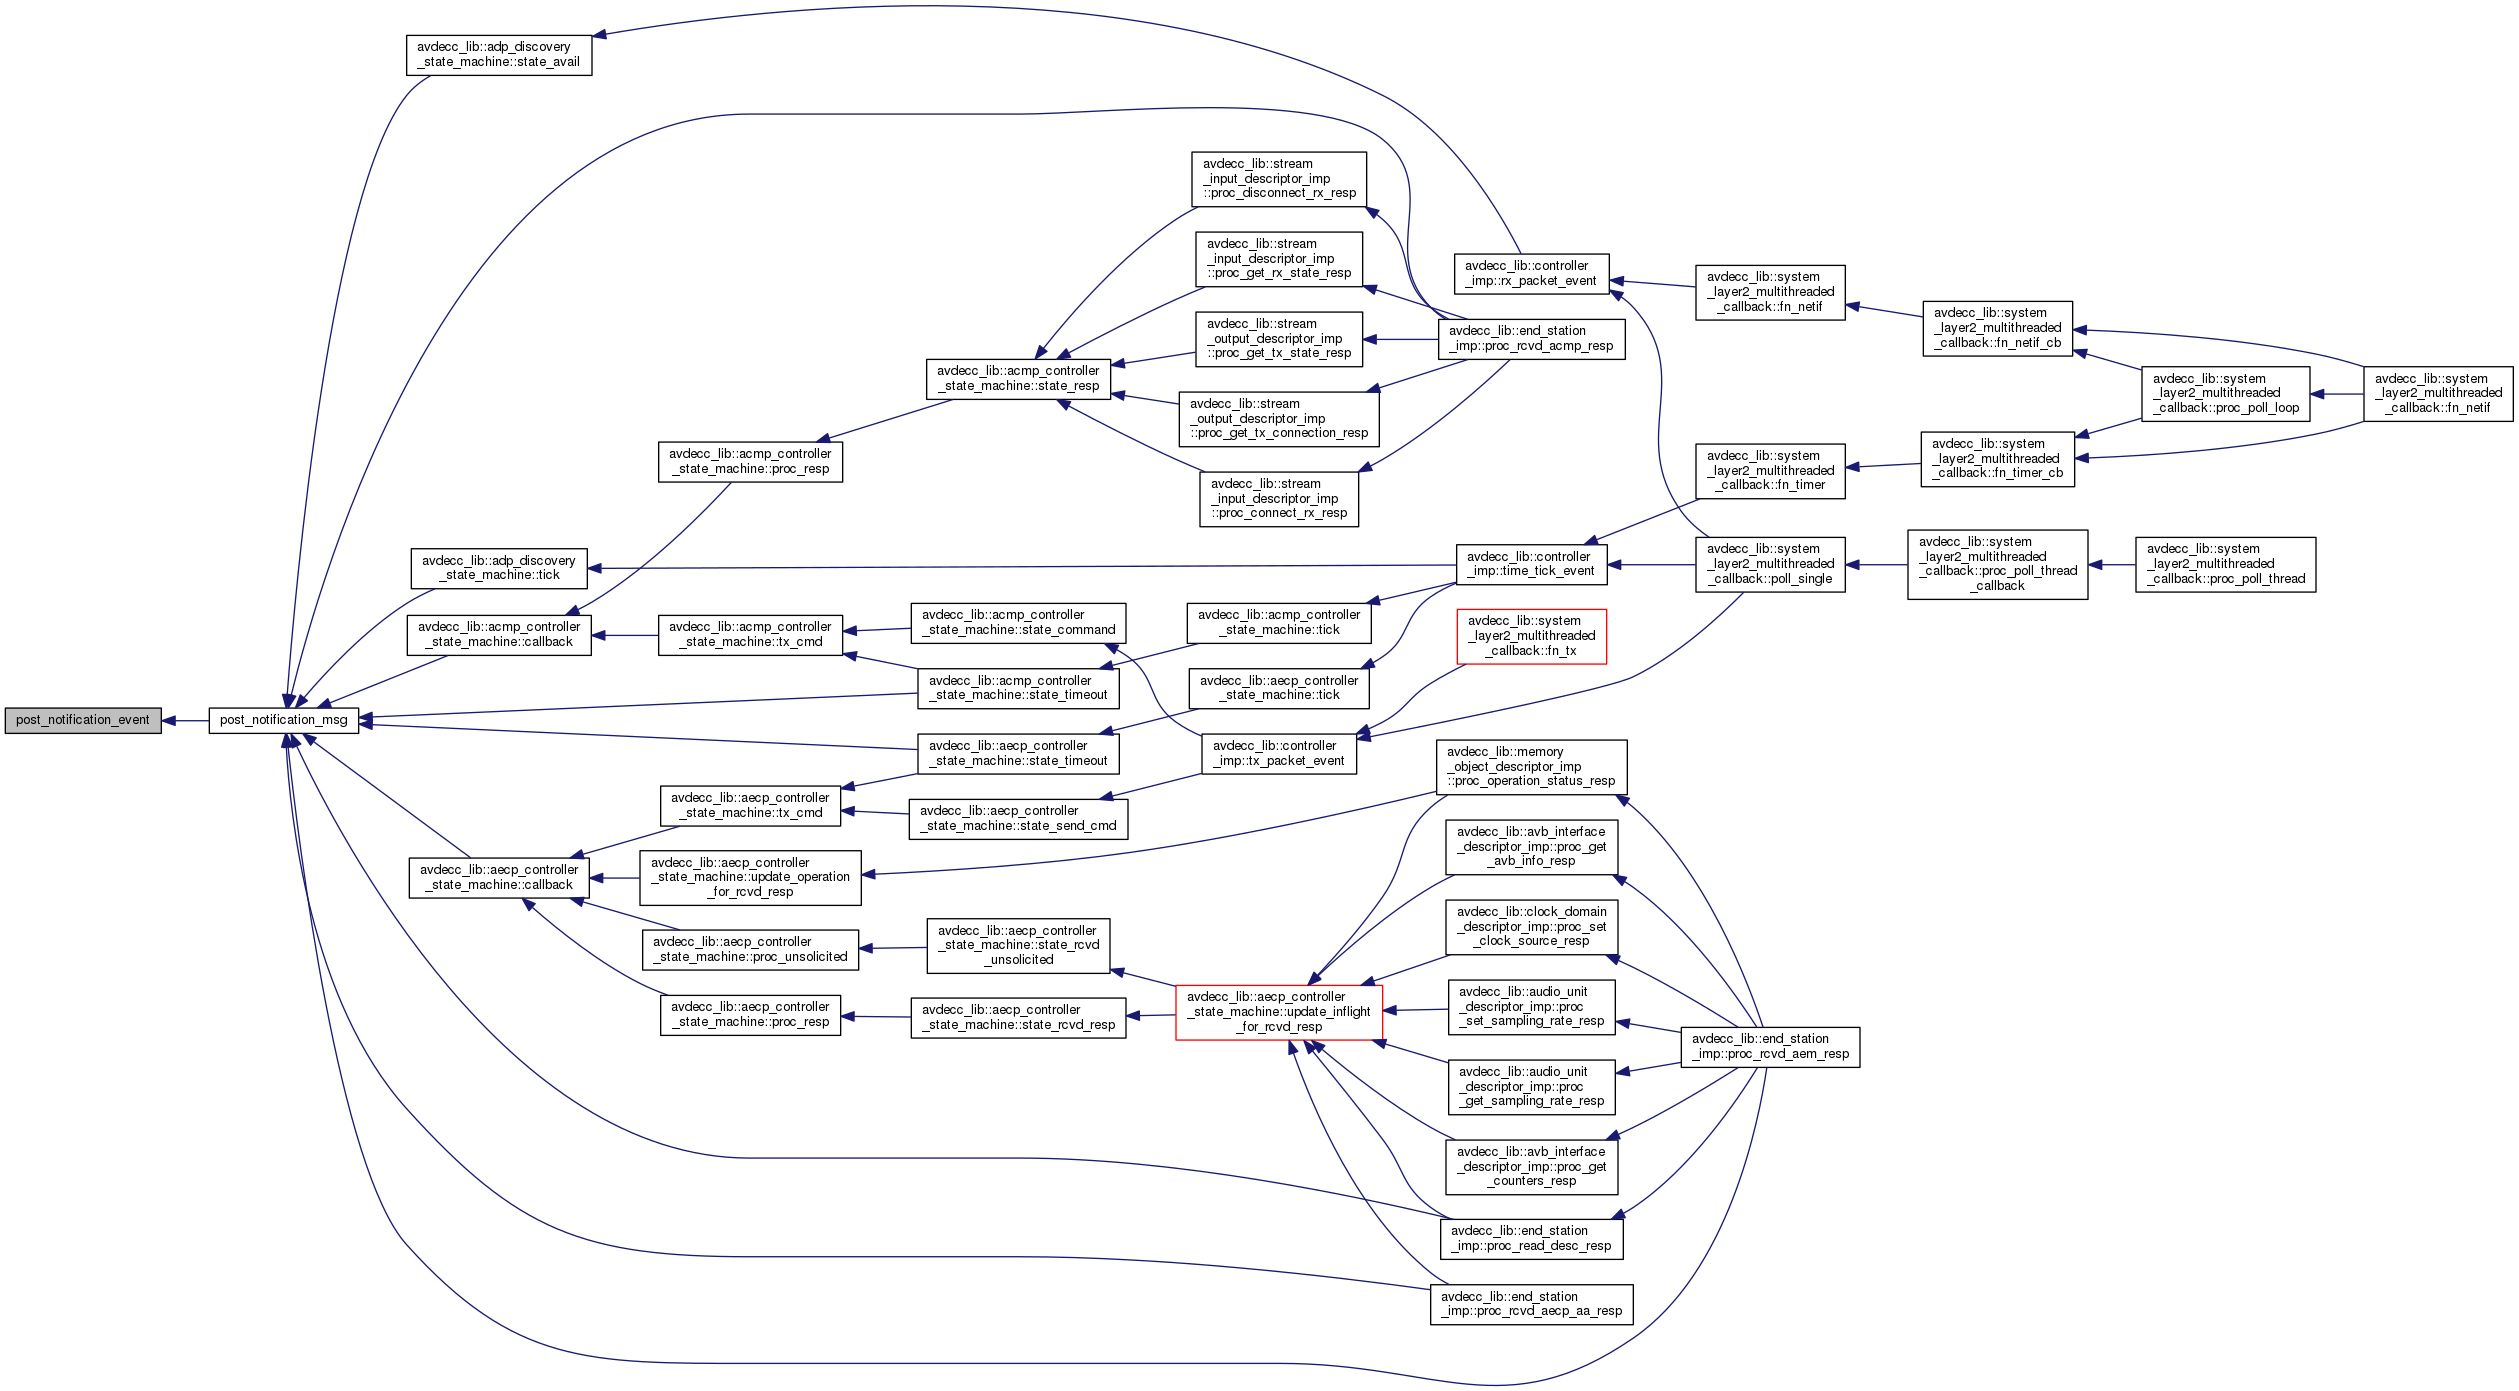 post_notification_event
post_notification_msg
avdecc_lib::adp_discovery
_state_machine::state_avail
avdecc_lib::adp_discovery
_state_machine::tick
avdecc_lib::acmp_controller
_state_machine::callback
avdecc_lib::aecp_controller
_state_machine::callback
avdecc_lib::acmp_controller
_state_machine::proc_resp
avdecc_lib::acmp_controller
_state_machine::tx_cmd
avdecc_lib::aecp_controller
_state_machine::tx_cmd
avdecc_lib::aecp_controller
_state_machine::update_operation
_for_rcvd_resp
avdecc_lib::aecp_controller
_state_machine::proc_unsolicited
avdecc_lib::aecp_controller
_state_machine::proc_resp
avdecc_lib::acmp_controller
_state_machine::state_resp
avdecc_lib::acmp_controller
_state_machine::state_command
avdecc_lib::acmp_controller
_state_machine::state_timeout
avdecc_lib::aecp_controller
_state_machine::state_timeout
avdecc_lib::aecp_controller
_state_machine::state_send_cmd
avdecc_lib::aecp_controller
_state_machine::state_rcvd
_unsolicited
avdecc_lib::aecp_controller
_state_machine::state_rcvd_resp
avdecc_lib::stream
_input_descriptor_imp
::proc_disconnect_rx_resp
avdecc_lib::stream
_input_descriptor_imp
::proc_get_rx_state_resp
avdecc_lib::stream
_output_descriptor_imp
::proc_get_tx_state_resp
avdecc_lib::stream
_output_descriptor_imp
::proc_get_tx_connection_resp
avdecc_lib::stream
_input_descriptor_imp
::proc_connect_rx_resp
avdecc_lib::acmp_controller
_state_machine::tick
avdecc_lib::aecp_controller
_state_machine::tick
avdecc_lib::controller
_imp::tx_packet_event
avdecc_lib::aecp_controller
_state_machine::update_inflight
_for_rcvd_resp
avdecc_lib::controller
_imp::rx_packet_event
avdecc_lib::end_station
_imp::proc_rcvd_acmp_resp
avdecc_lib::controller
_imp::time_tick_event
avdecc_lib::system
_layer2_multithreaded
_callback::fn_tx
avdecc_lib::memory
_object_descriptor_imp
::proc_operation_status_resp
avdecc_lib::avb_interface
_descriptor_imp::proc_get
_avb_info_resp
avdecc_lib::clock_domain
_descriptor_imp::proc_set
_clock_source_resp
avdecc_lib::audio_unit
_descriptor_imp::proc
_set_sampling_rate_resp
avdecc_lib::audio_unit
_descriptor_imp::proc
_get_sampling_rate_resp
avdecc_lib::avb_interface
_descriptor_imp::proc_get
_counters_resp
avdecc_lib::end_station
_imp::proc_read_desc_resp
avdecc_lib::end_station
_imp::proc_rcvd_aecp_aa_resp
avdecc_lib::system
_layer2_multithreaded
_callback::fn_netif
avdecc_lib::system
_layer2_multithreaded
_callback::fn_timer
avdecc_lib::system
_layer2_multithreaded
_callback::poll_single
avdecc_lib::end_station
_imp::proc_rcvd_aem_resp
avdecc_lib::system
_layer2_multithreaded
_callback::fn_netif_cb
avdecc_lib::system
_layer2_multithreaded
_callback::fn_timer_cb
avdecc_lib::system
_layer2_multithreaded
_callback::proc_poll_thread
_callback
avdecc_lib::system
_layer2_multithreaded
_callback::proc_poll_loop
avdecc_lib::system
_layer2_multithreaded
_callback::proc_poll_thread
avdecc_lib::system
_layer2_multithreaded
_callback::fn_netif